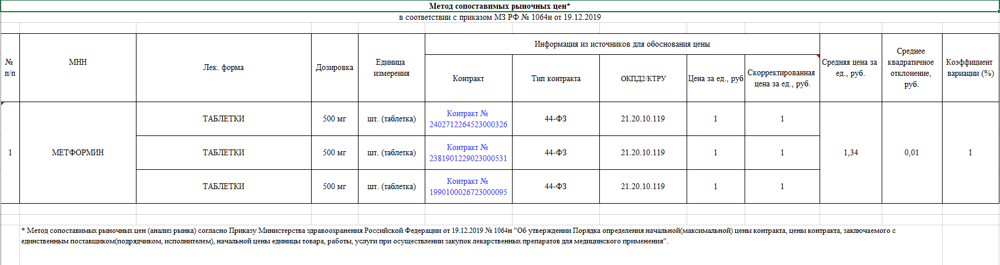 Метод сопоставимых рыночных цен*
в соответствии с приказом МЗ РФ № 1064н от 19.12.2019
№
п/п
МНН
Лек. форма
Дозировка
Единица
измерения
Информация из источников для обоснования цены
Контракт
Тип контракта
ОКПД2/КТРУ
Цена за ед., руб
Скорректированная
цена за ед., руб.
Средняя цена за
ед., руб.
Среднее
квадратичное
отклонение,
руб.
Коэффициент
вариации (%)
1
МЕТФОРМИН
ТАБЛЕТКИ
500 мг
шт. (таблетка)
Контракт №
2402712264523000326
44-ФЗ
21.20.10.119
1
1
ТАБЛЕТКИ
500 мг
шт. (таблетка)
Контракт №
2381901229023000531
44-ФЗ
21.20.10.119
1
1
ТАБЛЕТКИ
500 мг
шт. (таблетка)
Контракт №
1990100026723000095
44-ФЗ
21.20.10.119
1
1
1,34
0,01
1
* Метод сопоставимых рыночных цен (анализ рынка) согласно Приказу Министерства здравоохранения Российской Федерации от 19.12.2019 № 1064н "Об утверждении Порядка определения начальной(максимальной) цены контракта, цены контракта, заключаемого с
единственным поставщиком(подрядчиком, исполнителем), начальной цены единицы товара, работы, услуги при осуществлении закупок лекарственных препаратов для медицинского применения".